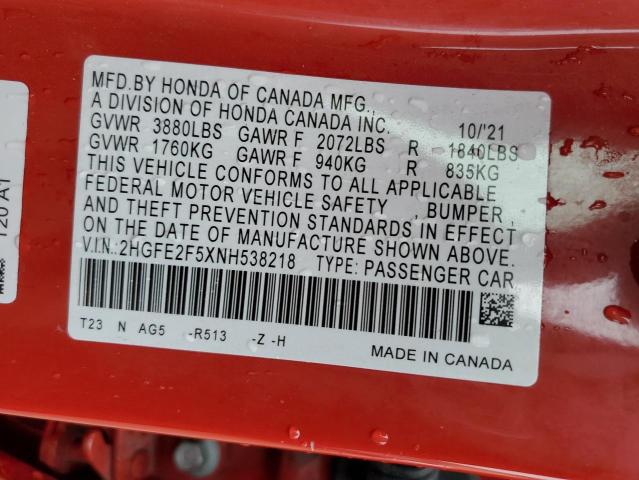 MFD.BY HONDA OF CANADA MFG.,
A DIVISION OF HONDA CANADA INC. 10/'21
GVWR 3880LBS GAWR F 2072LBS R 1840LBS
GVWR 1760KG GAWR F 940KG R 835KG
THIS VEHICLE CONFORMS TO ALL APPLICABLE
FEDERAL MOTOR VEHICLE SAFETY , BUMPER ,
AND THEFT PREVENTION STANDARDS IN EFFECT
ON THE DATE OF MANUFACTURE SHOWN ABOVE.
V.I.N.:2HGFE2F5XNH538218 TYPE: PASSENGER CAR
T23 N AG5 -R513 -Z -H
MADE IN CANADA